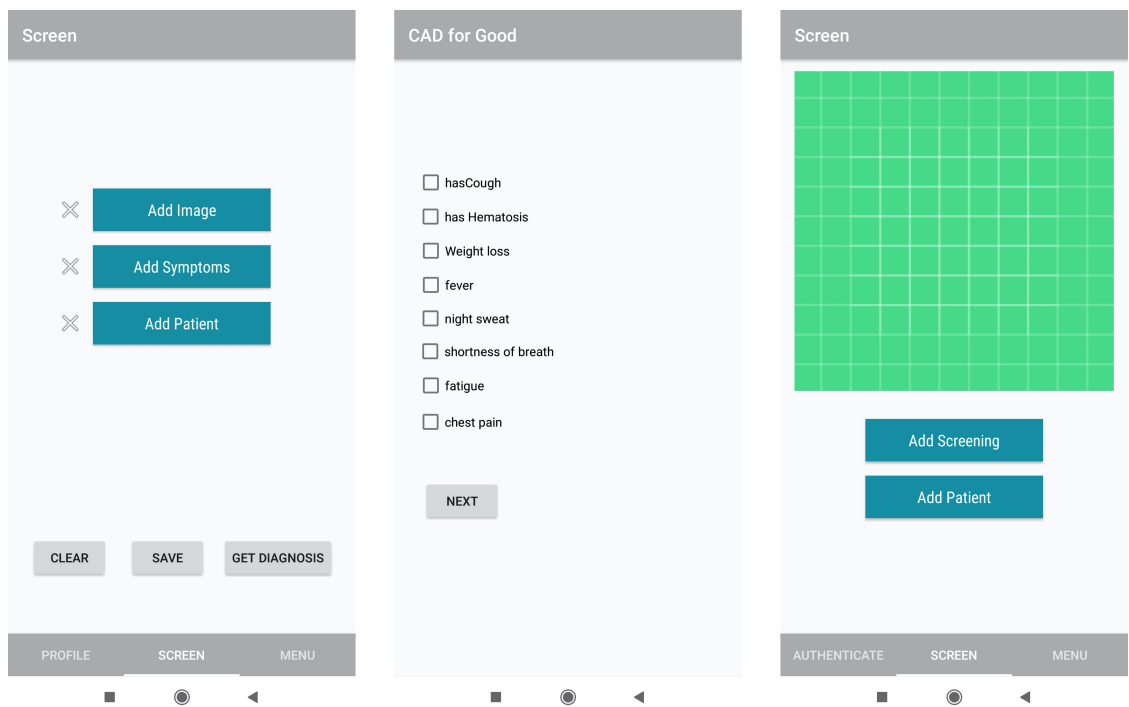 Screen
Add Image
Add Symptoms
Add Patient
CLEAR SAVE GET DIAGNOSIS
PROFILE SCREEN MENU
CAD for Good
hasCough
has Hematosis
Weight loss
fever
night sweat
shortness of breath
fatigue
chest pain
NEXT
Screen
Add Screening
Add Patient
AUTHENTICATE SCREEN MENU